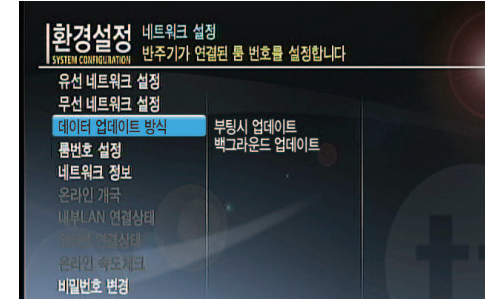 환경설정
SYSTEM CONFIGURATION
네트워크 설정
반주기가 연결된 룸 번호를 설정합니다
유선 네트워크 설정
무선 네트워크 설정
데이터 업데이트 방식
부팅시 업데이트
백그라운드 업데이트
룸번호 설정
네트워크 정보
온라인 개국
내부LAN 연결상태
연결상태
온라인 속도체크
비밀번호 변경